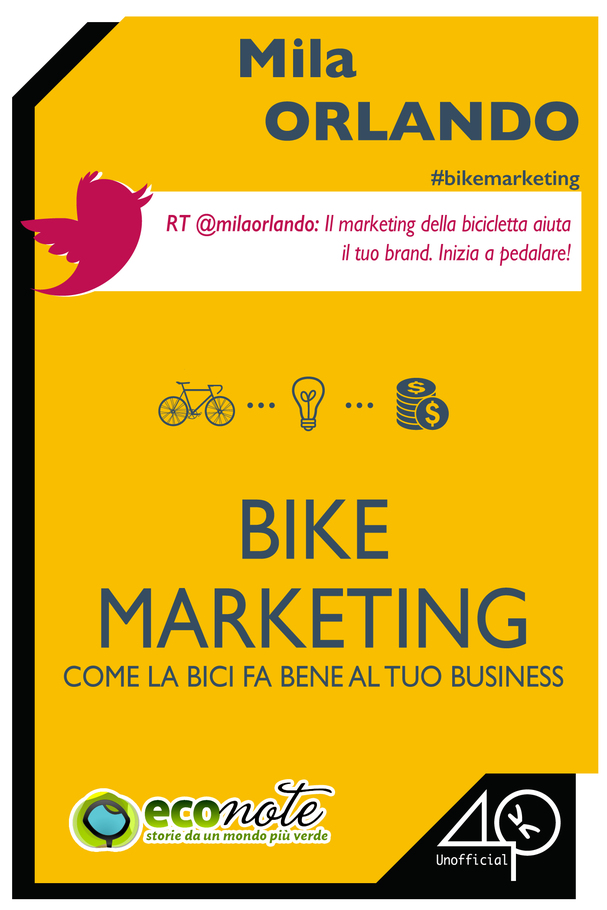 Mila
ORLANDO
#bikemarketing
RT @milaorlando: Il marketing della bicicletta aiuta
il tuo brand. Inizia a pedalare!
BIKE
MARKETING
COME LA BICI FA BENE AL TUO BUSINESS
econote
storie da un mondo più verde
40K
Unofficial